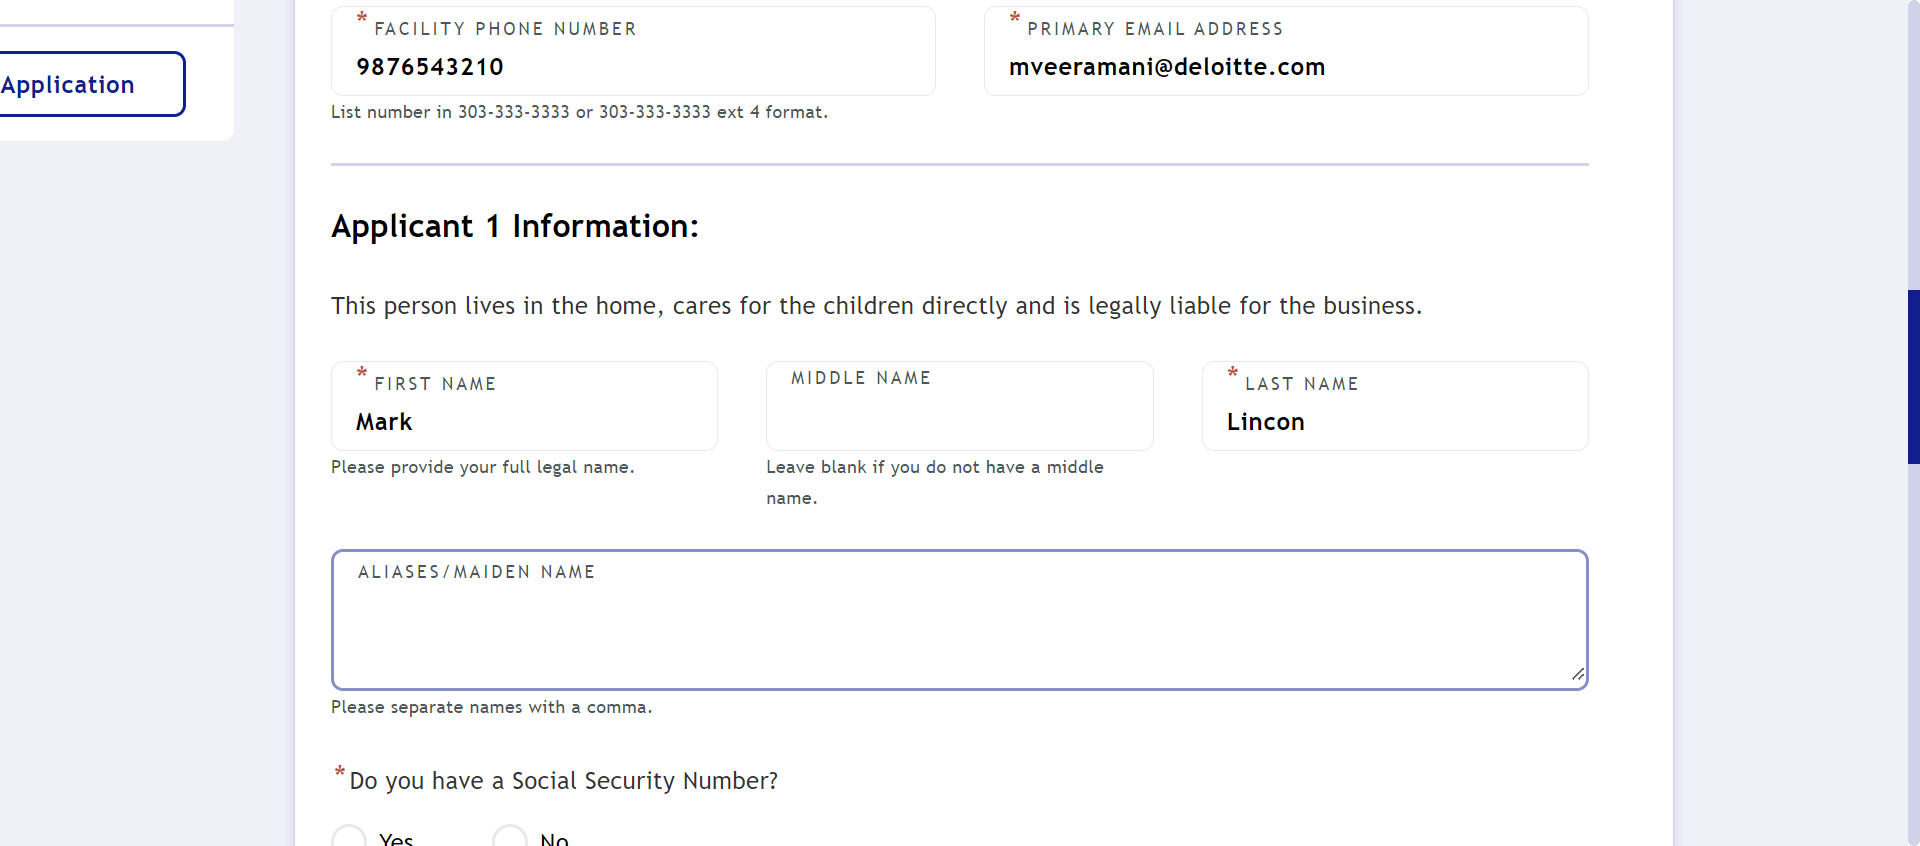 * FACILITY PHONE NUMBER
9876543210
List number in 303-333-3333 or 303-333-3333 ext 4 format.
* PRIMARY EMAIL ADDRESS
mveeramani@deloitte.com
Application
Applicant 1 Information:
This person lives in the home, cares for the children directly and is legally liable for the business.
* FIRST NAME
Mark
Please provide your full legal name.
MIDDLE NAME
Leave blank if you do not have a middle
name.
* LAST NAME
Lincon
ALIASES/MAIDEN NAME
Please separate names with a comma.
* Do you have a Social Security Number?
Yes
No